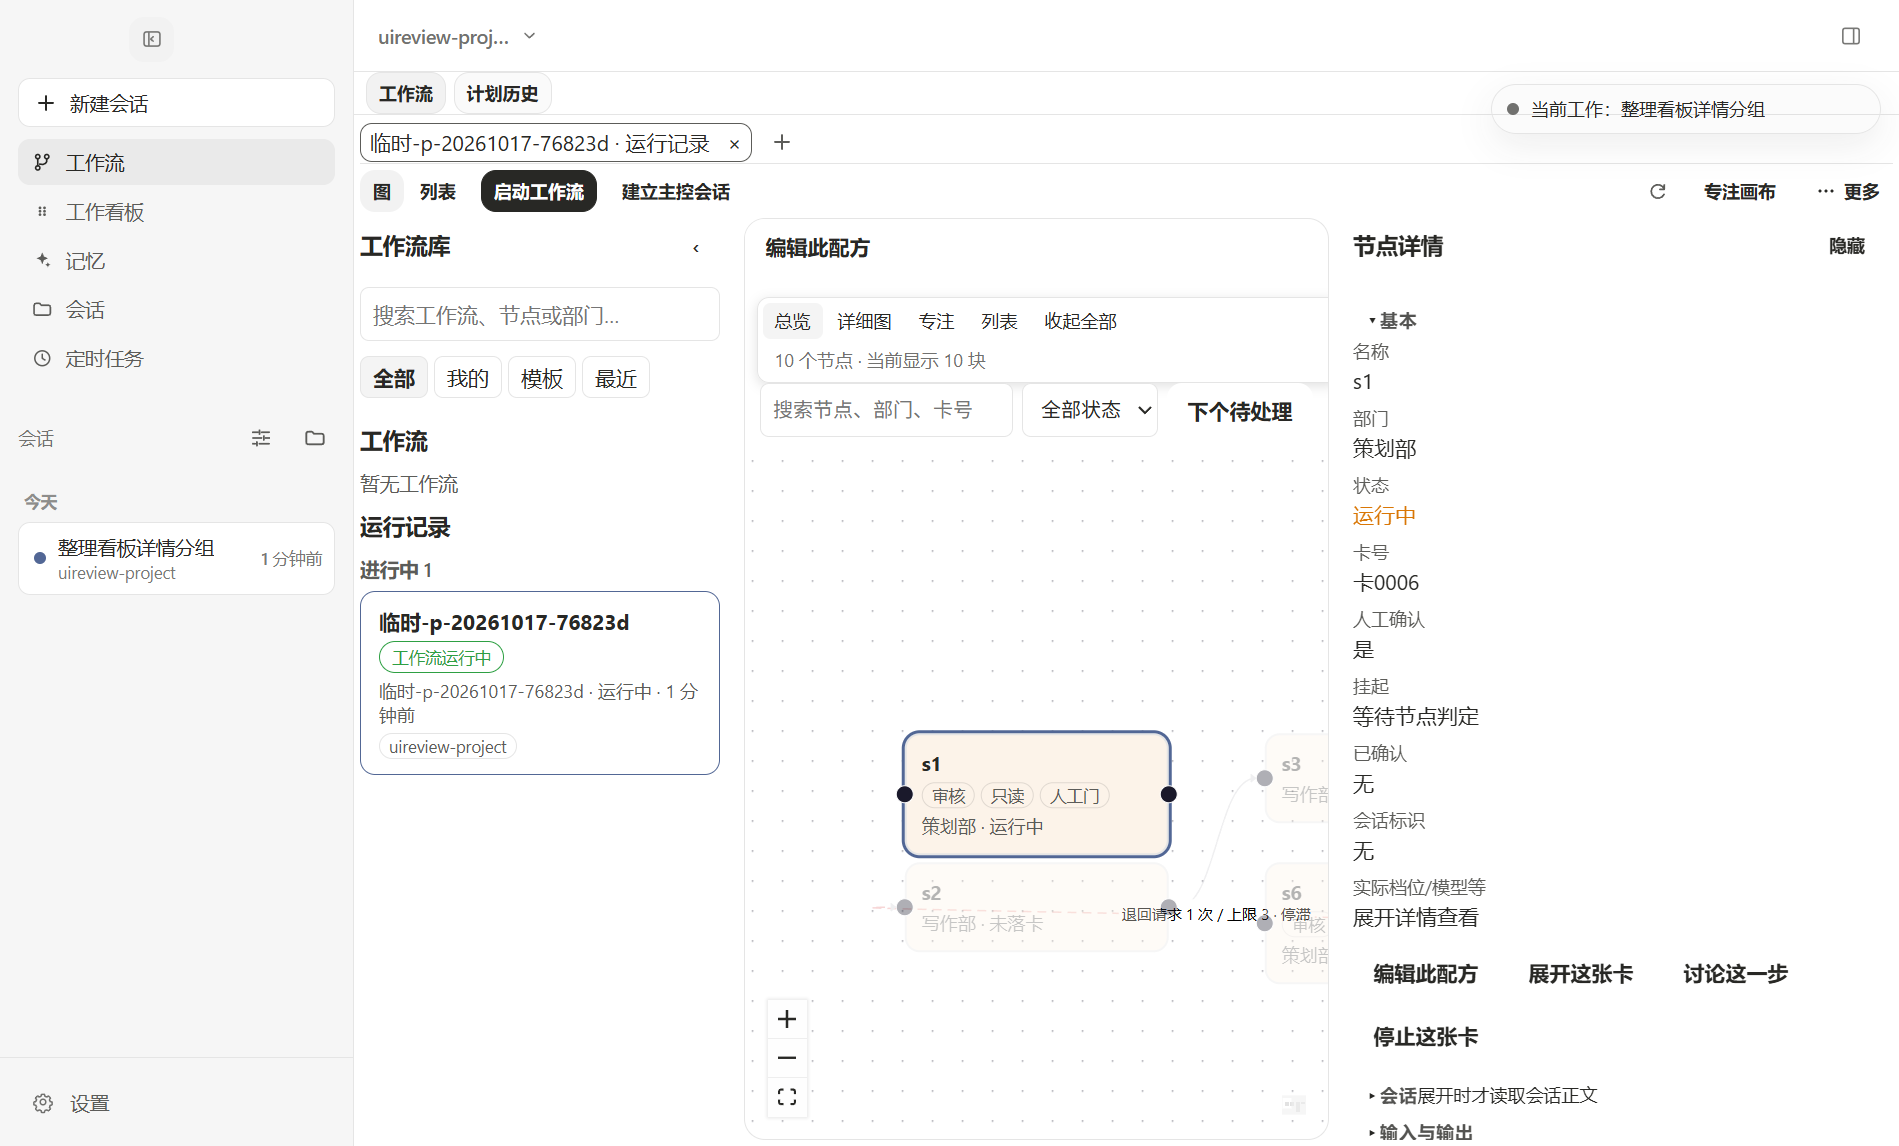 新建会话
工作流
工作看板
记忆
会话
定时任务
会话
今天
整理看板详情分组
uireview-project
1 分钟前
设置
uireview-proj...
工作流
计划历史
当前工作：整理看板详情分组
临时-p-20261017-76823d · 运行记录 ×
图
列表
启动工作流
建立主控会话
专注画布
··· 更多
工作流库
搜索工作流、节点或部门...
全部
我的
模板
最近
工作流
暂无工作流
运行记录
进行中 1
临时-p-20261017-76823d
工作流运行中
临时-p-20261017-76823d · 运行中 · 1 分
钟前
uireview-project
编辑此配方
总览
详细图
专注
列表
收起全部
10 个节点 · 当前显示 10 块
搜索节点、部门、卡号
全部状态
下个待处理
s1
审核
只读
人工门
策划部 · 运行中
s2
写作部 · 未落卡
退回请求 1 次 / 上限 3 · 停滞
s3
写作部
s6
审核
策划部
节点详情
隐藏
基本
名称
s1
部门
策划部
状态
运行中
卡号
卡0006
人工确认
是
挂起
等待节点判定
已确认
无
会话标识
无
实际档位/模型等
展开详情查看
编辑此配方
展开这张卡
讨论这一步
停止这张卡
会话展开时才读取会话正文
输入与输出